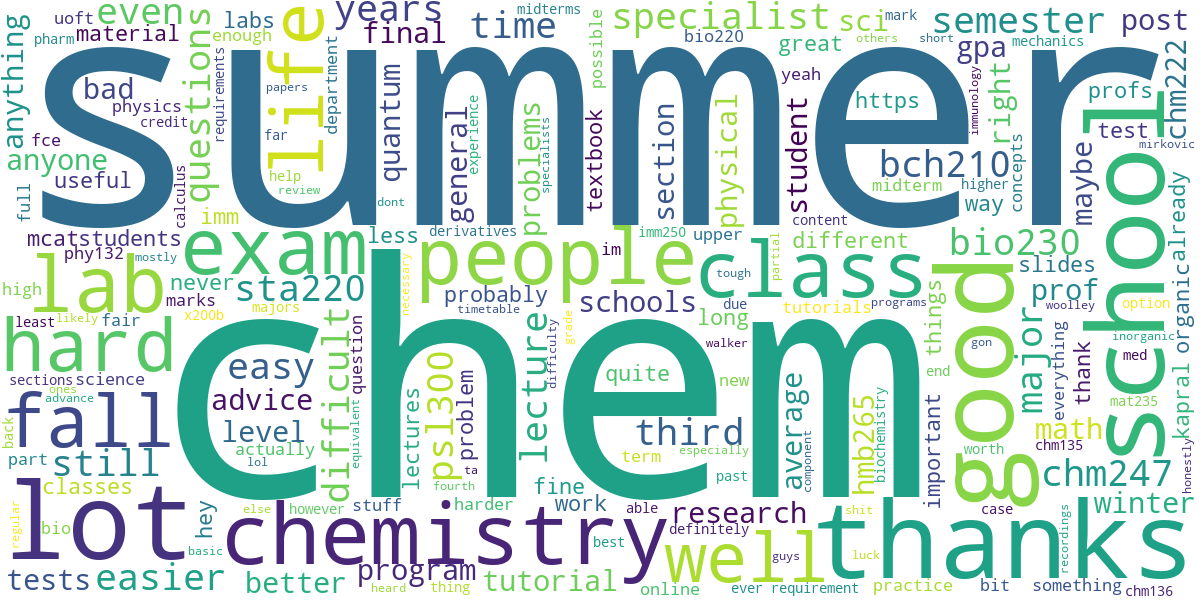 summer
chem
school
good
thanks
lot
chemistry
people
class
exam
lab
hard
fall
life
well
even
years
final
time
specialist
sci
semester
post
uoft
labs
midterms
mark
others
short
pharm
material
enough
bio220
great
gpa
mechanics
anything
bad
physics
credit
requirements
questions
papers
department
far
help
review
quantum
dont
general
experience
problems
specialists
possible
textbook
section
physical
yeah
student
content
https
bch210
midterm
higher
way
immunology
right
concepts
maybe
profs
test
mirkovic
chm222
fce
anyone
useful
full
calculus
imm
mcatstudents
phy132
mostly
never
less
derivatives
imm250
im
upper
different
bio230
slides
already
organic
kapral
high
marks
sta220
probably
timetable
schools
due
tough
long
partial
tutorials
programs
prof
woolley
option
least
likely
fair
x200b
majors
necessary
lecture
difficulty
grade
walker
new
things
gon
major
thank
everything
inorganic
med
mat235
sections
science
ones
advance
easy
difficult
question
quite
end
advice
level
psl300
third
average
component
hmb265
biochemistry
important
worth
math
chm135
honestly
back
part
still
actually
equivalent
lol
lectures
problem
ta
term
especially
past
chm247
classes
regular
bio
hey
else
however
stuff
fourth
harder
fine
work
able
research
definitely
shit
case
winter
recordings
tests
easier
basic
better
program
heard
thing
tutorial
best
online
guys
ever
requirement
luck
practice
bit
something
chm136